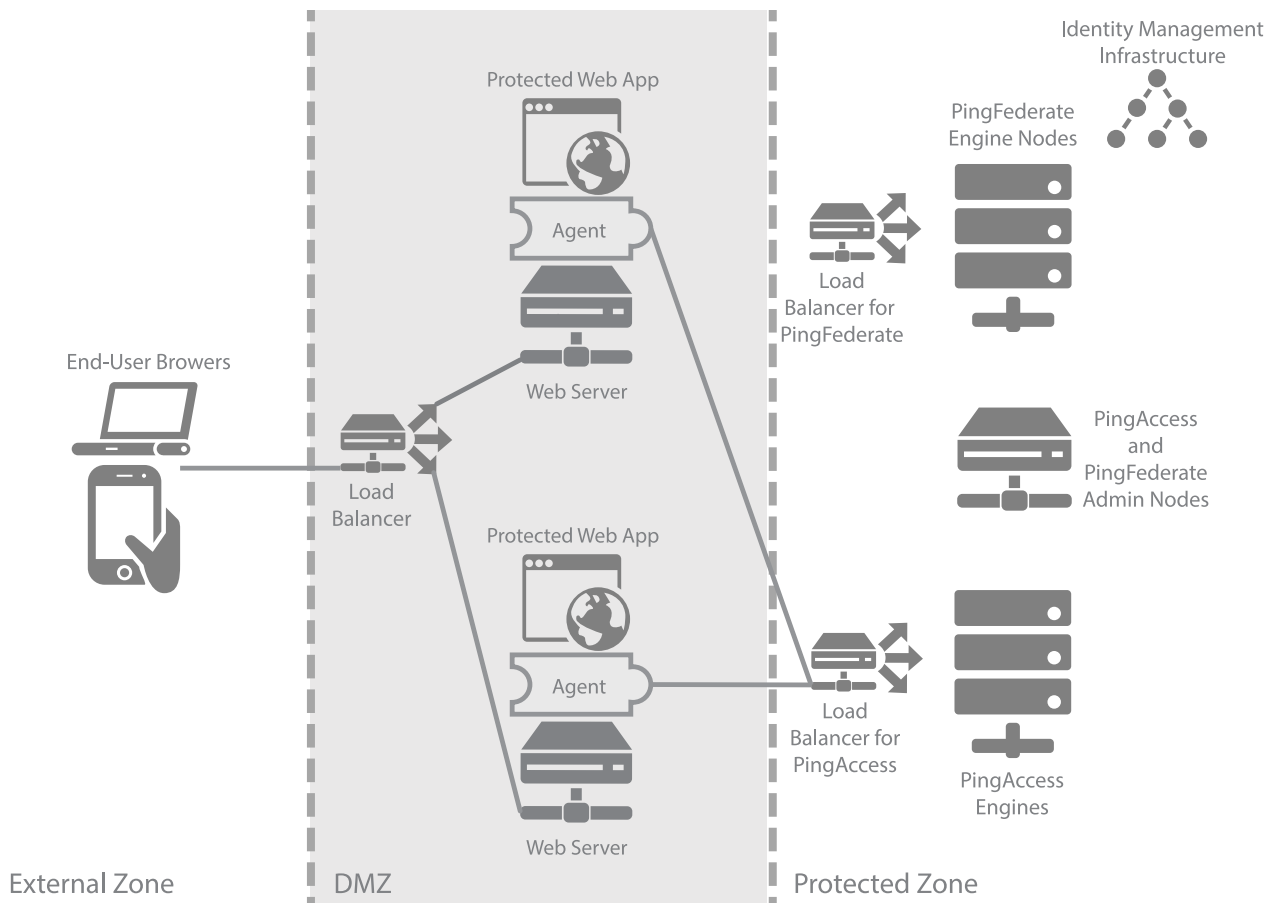 Identity Management
Infrastructure
Protected Web App
PingFederate
Engine Nodes
Agent
Load
Balancer for
PingFederate
End-User Browers
Web Server
PingAccess
and
PingFederate
Admin Nodes
Load
Balancer
Protected Web App
Agent
Load
Balancer for
PingAccess
PingAccess
Engines
Web Server
External Zone
DMZ
Protected Zone